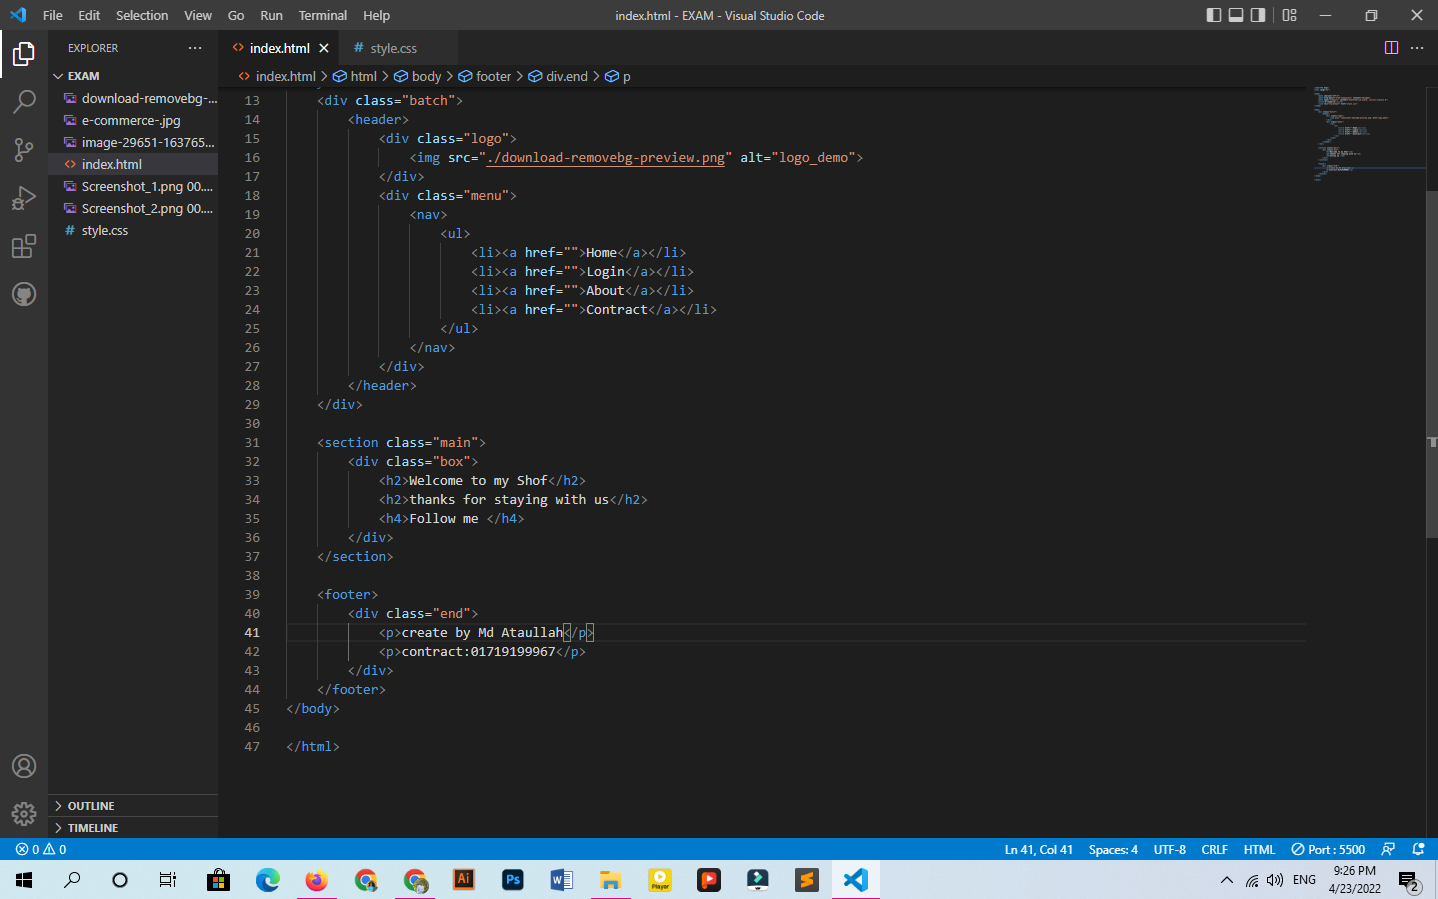 File Edit Selection View Go Run Terminal Help
index.html - EXAM - Visual Studio Code
EXPLORER ···
EXAM
download-removebg-...
e-commerce-.jpg
image-29651-163765...
index.html
Screenshot_1.png 00....
Screenshot_2.png 00....
# style.css
OUTLINE
TIMELINE
index.html
# style.css
index.html > html > body > footer > div.end > p
13 <div class="batch">
14 <header>
15 <div class="logo">
16 <img src="./download-removebg-preview.png" alt="logo_demo">
17 </div>
18 <div class="menu">
19 <nav>
20 <ul>
21 <li><a href="">Home</a></li>
22 <li><a href="">Login</a></li>
23 <li><a href="">About</a></li>
24 <li><a href="">Contract</a></li>
25 </ul>
26 </nav>
27 </div>
28 </header>
29 </div>
30
31 <section class="main">
32 <div class="box">
33 <h2>Welcome to my Shof</h2>
34 <h2>thanks for staying with us</h2>
35 <h4>Follow me </h4>
36 </div>
37 </section>
38
39 <footer>
40 <div class="end">
41 <p>create by Md Ataullah</p>
42 <p>contract:01719199967</p>
43 </div>
44 </footer>
45 </body>
46
47 </html>
0 0
Ln 41, Col 41 Spaces: 4 UTF-8 CRLF HTML Port : 5500
Ai Ps W Player
ENG
9:26 PM
4/23/2022
2